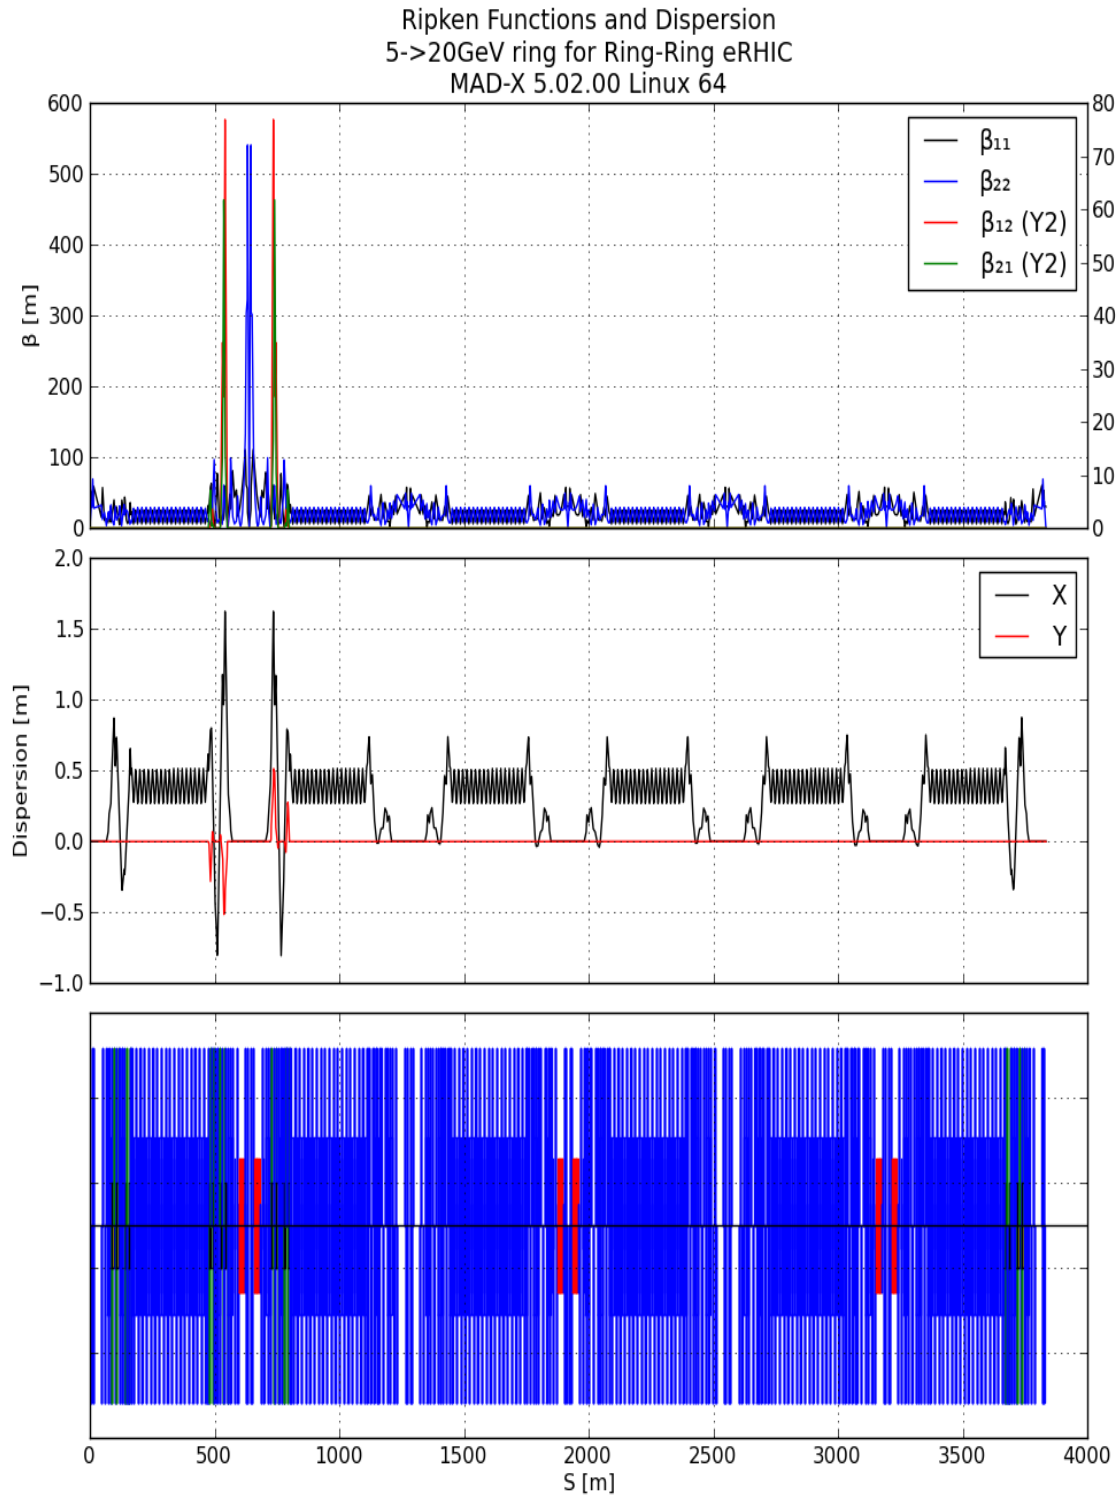 Ripken Functions and Dispersion
5->20GeV ring for Ring-Ring eRHIC
MAD-X 5.02.00 Linux 64
600
500
400
300
200
100
0
β [m]
80
70
60
50
40
30
20
10
0
β₁₁
β₂₂
β₁₂ (Y2)
β₂₁ (Y2)
2.0
1.5
1.0
0.5
0.0
−0.5
−1.0
Dispersion [m]
X
Y
0 500 1000 1500 2000 2500 3000 3500 4000
S [m]